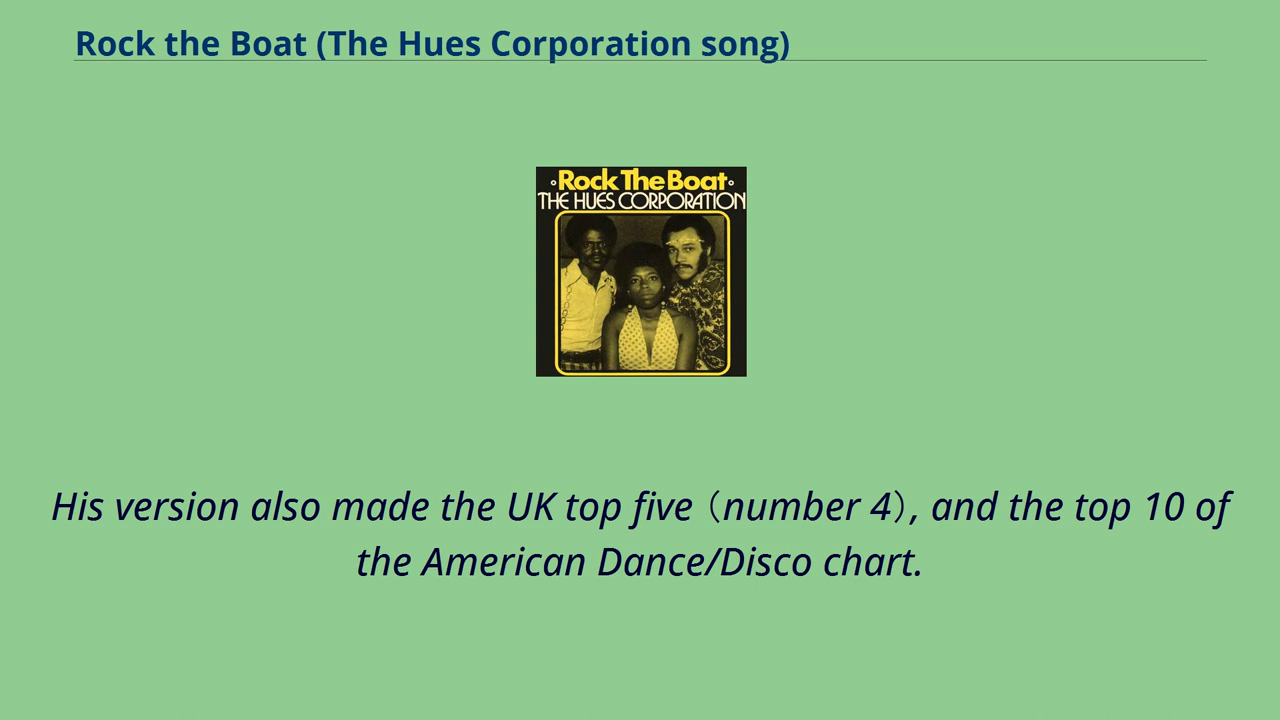 Rock the Boat (The Hues Corporation song)
Rock The Boat
THE HUES CORPORATION
His version also made the UK top five（number 4）, and the top 10 of
the American Dance/Disco chart.